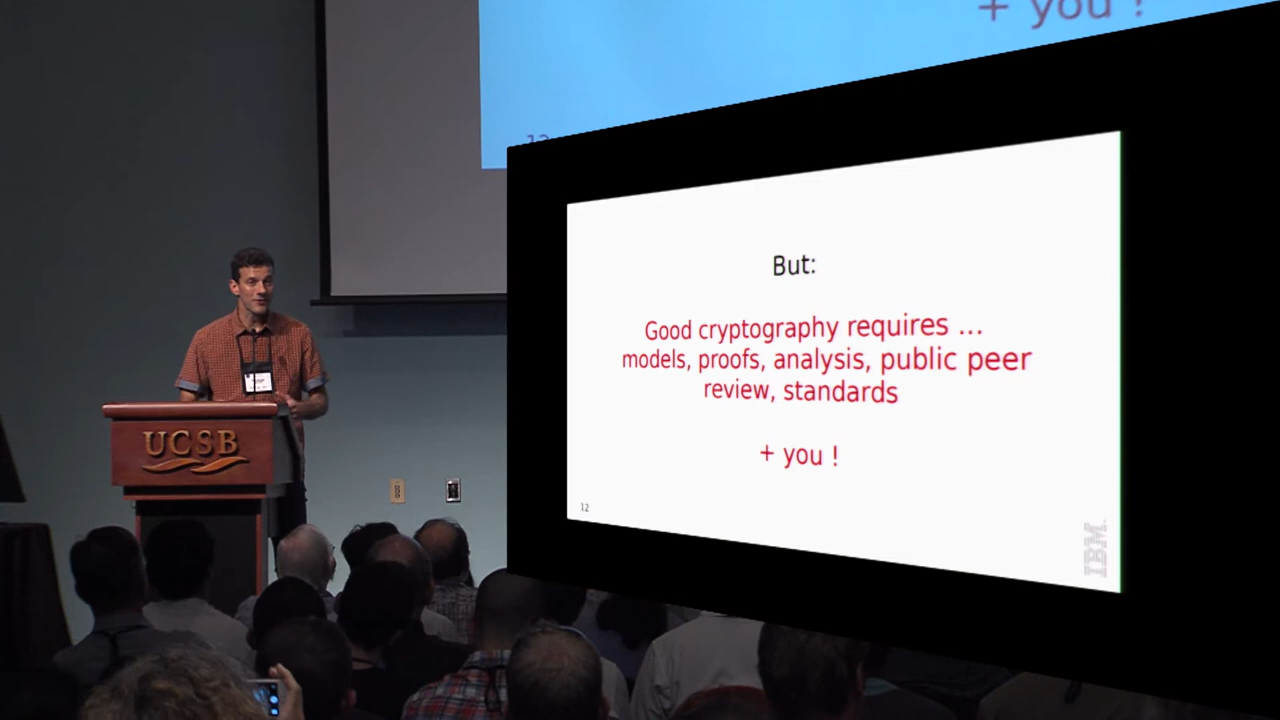 + you !
12
But:
Good cryptography requires ...
models, proofs, analysis, public peer
review, standards
+ you !
12
IBM
UCSB